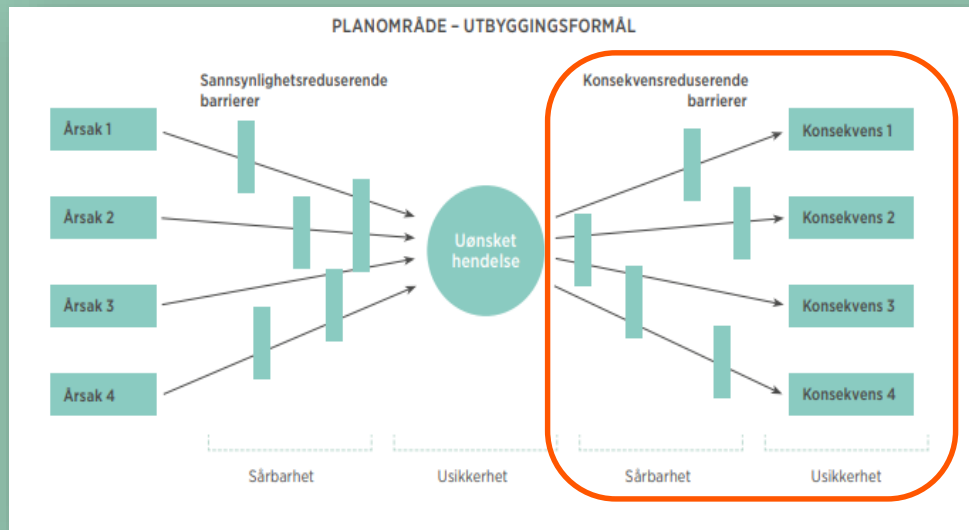 PLANOMRÅDE – UTBYGGINGSFORMÅL
Sannsynlighetsreduserende
barrierer
Konsekvensreduserende
barrierer
Årsak 1
Årsak 2
Årsak 3
Årsak 4
Uønsket
hendelse
Konsekvens 1
Konsekvens 2
Konsekvens 3
Konsekvens 4
Sårbarhet
Usikkerhet
Sårbarhet
Usikkerhet